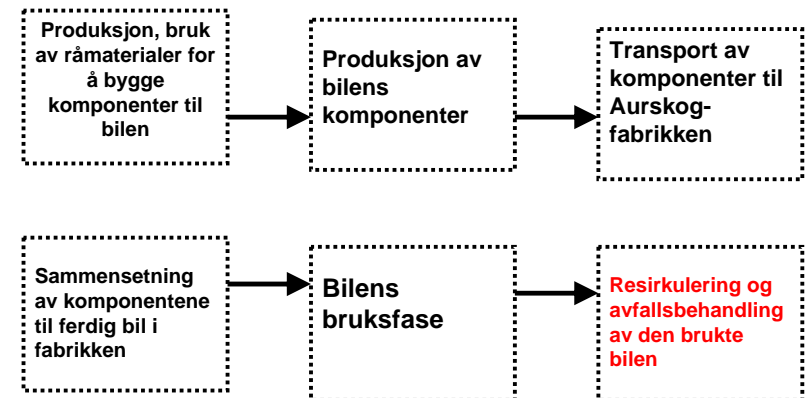 Produksjon, bruk
av råmaterialer for
å bygge
komponenter til
bilen
Produksjon av
bilens
komponenter
Transport av
komponenter til
Aurskog-
fabrikken
Sammensetning
av komponentene
til ferdig bil i
fabrikken
Bilens
bruksfase
Resirkulering og
avfallsbehandling
av den brukte
bilen